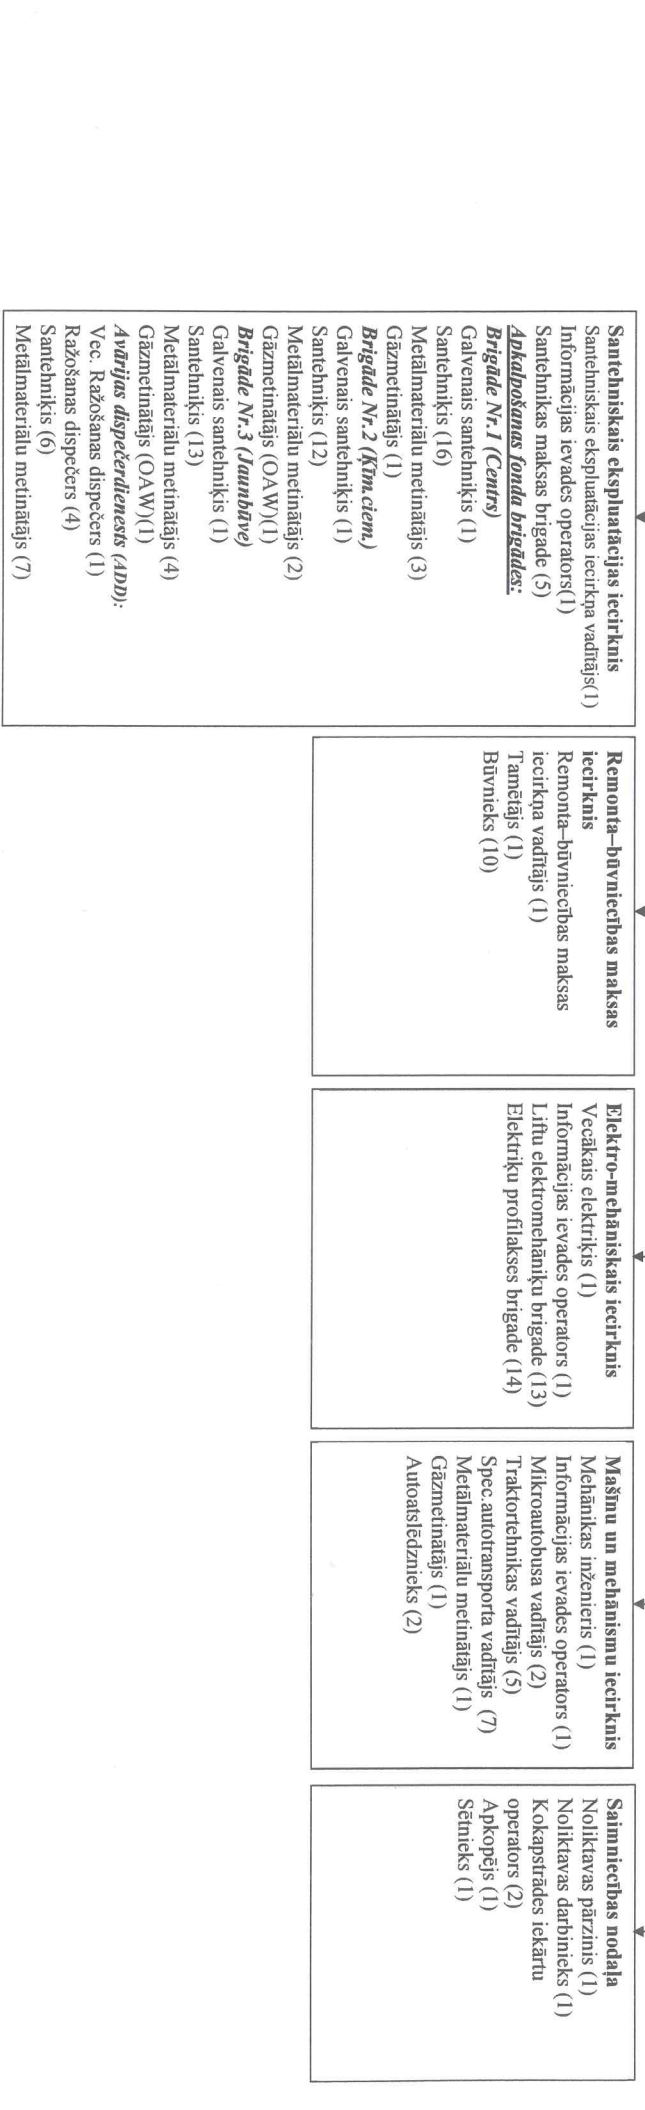 Santehniskais ekspluatācijas iecirknis
Santehniskais ekspluatācijas iecirkņa vadītājs(1)
Informācijas ievades operators(1)
Santehnikas maksas brigade (5)
Apkalpošanas fonda brigādes:
Brigāde Nr.1 (Centrs)
Galvenais santehniķis (1)
Santehniķis (16)
Metālmateriālu metinātājs (3)
Gāzmetinātājs (1)
Brigāde Nr.2 (Ķīm.ciem.)
Galvenais santehniķis (1)
Santehniķis (12)
Metālmateriālu metinātājs (2)
Gāzmetinātājs (OAW)(1)
Brigāde Nr.3 (Jaunbūve)
Galvenais santehniķis (1)
Santehniķis (13)
Metālmateriālu metinātājs (4)
Gāzmetinātājs (OAW)(1)
Avārijas dispečerdienests (ADD):
Vec. Ražošanas dispečers (1)
Ražošanas dispečers (4)
Santehniķis (6)
Metālmateriālu metinātājs (7)
Remonta–būvniecības maksas
iecirknis
Remonta–būvniecības maksas
iecirkņa vadītājs (1)
Tamētājs (1)
Būvnieks (10)
Elektro-mehāniskais iecirknis
Vecākais elektriķis (1)
Informācijas ievades operators (1)
Liftu elektromehāniķu brigade (13)
Elektriķu profilakses brigade (14)
Mašīnu un mehānismu iecirknis
Mehānikas inženieris (1)
Informācijas ievades operators (1)
Mikroautobusa vadītājs (2)
Traktortehnikas vadītājs (5)
Spec.autotransporta vadītājs (7)
Metālmateriālu metinātājs (1)
Gāzmetinātājs (1)
Autoatslēdznieks (2)
Saimniecības nodaļa
Noliktavas pārzinis (1)
Noliktavas darbinieks (1)
Kokapstrādes iekārtu
operators (2)
Apkopējs (1)
Sētnieks (1)